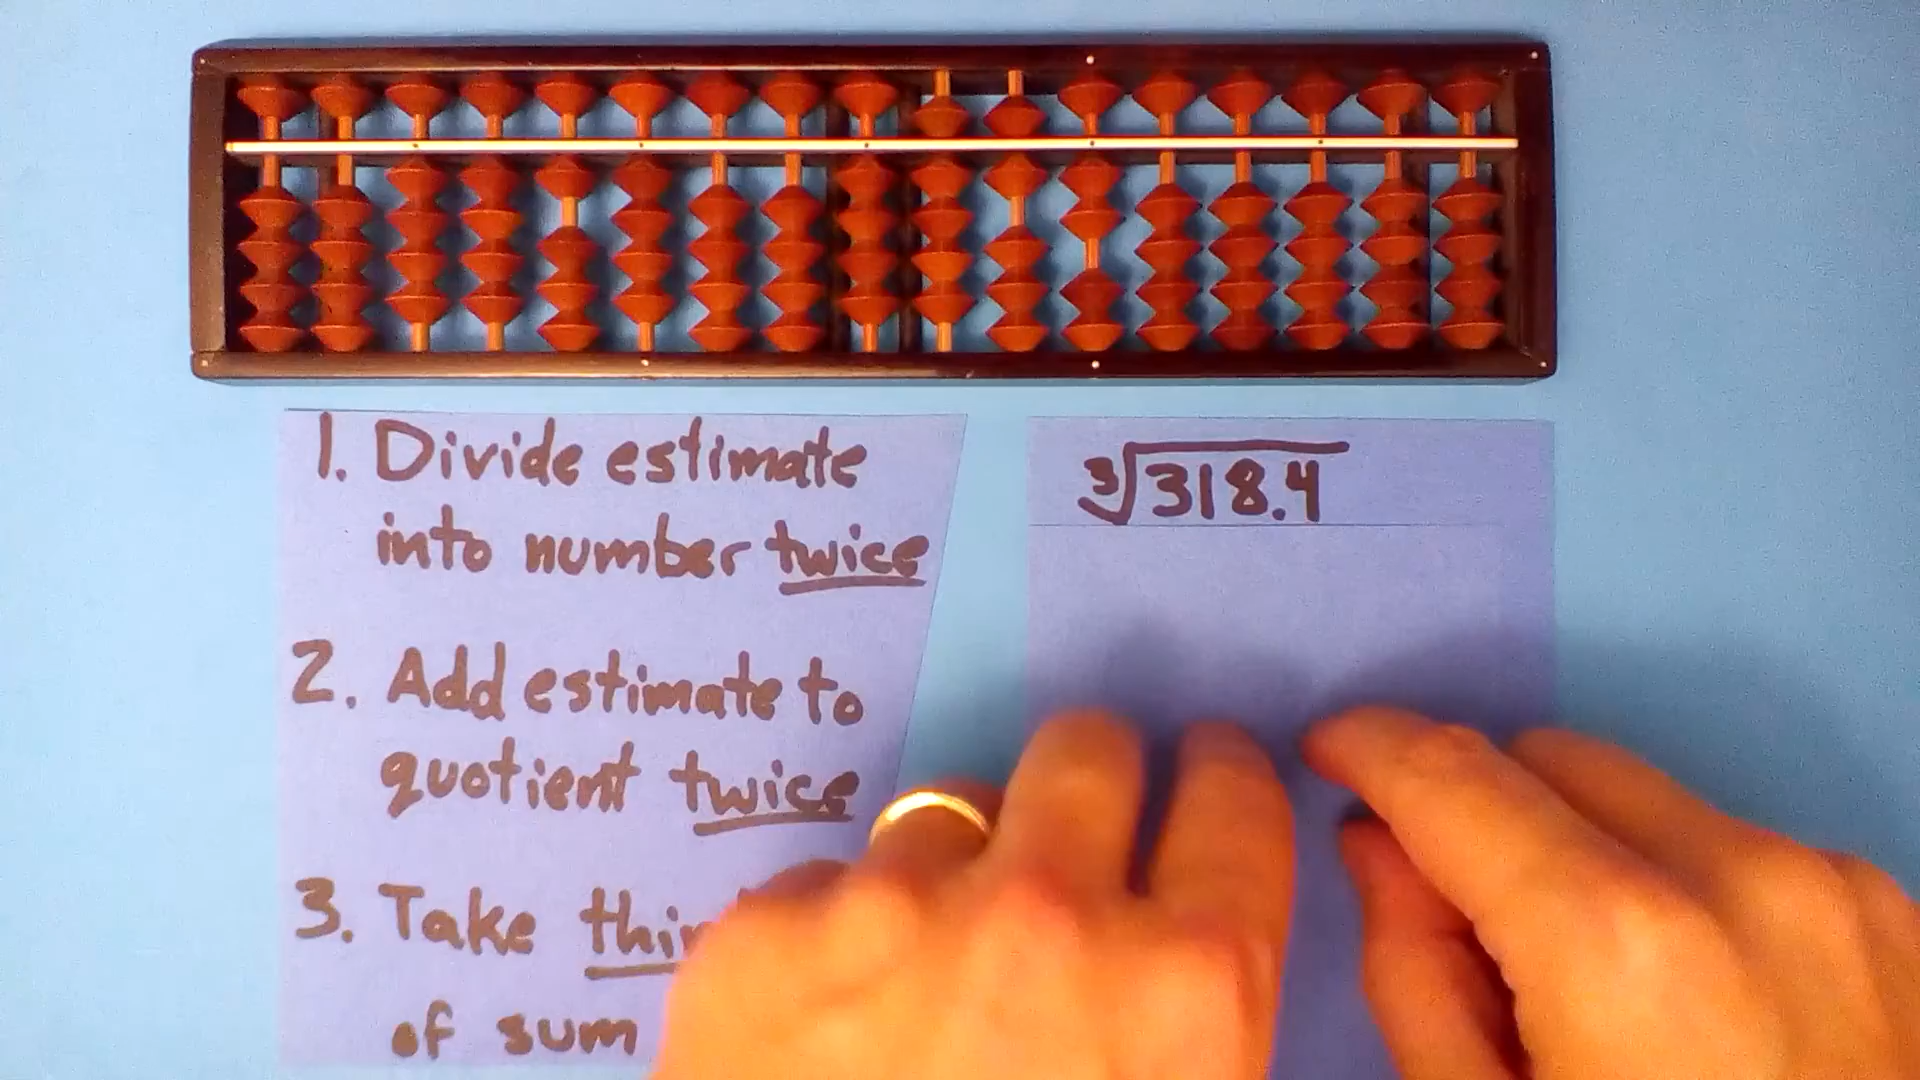 1. Divide estimate
into number twice
2. Add estimate to
quotient twice
3. Take
of sum
∛318.4